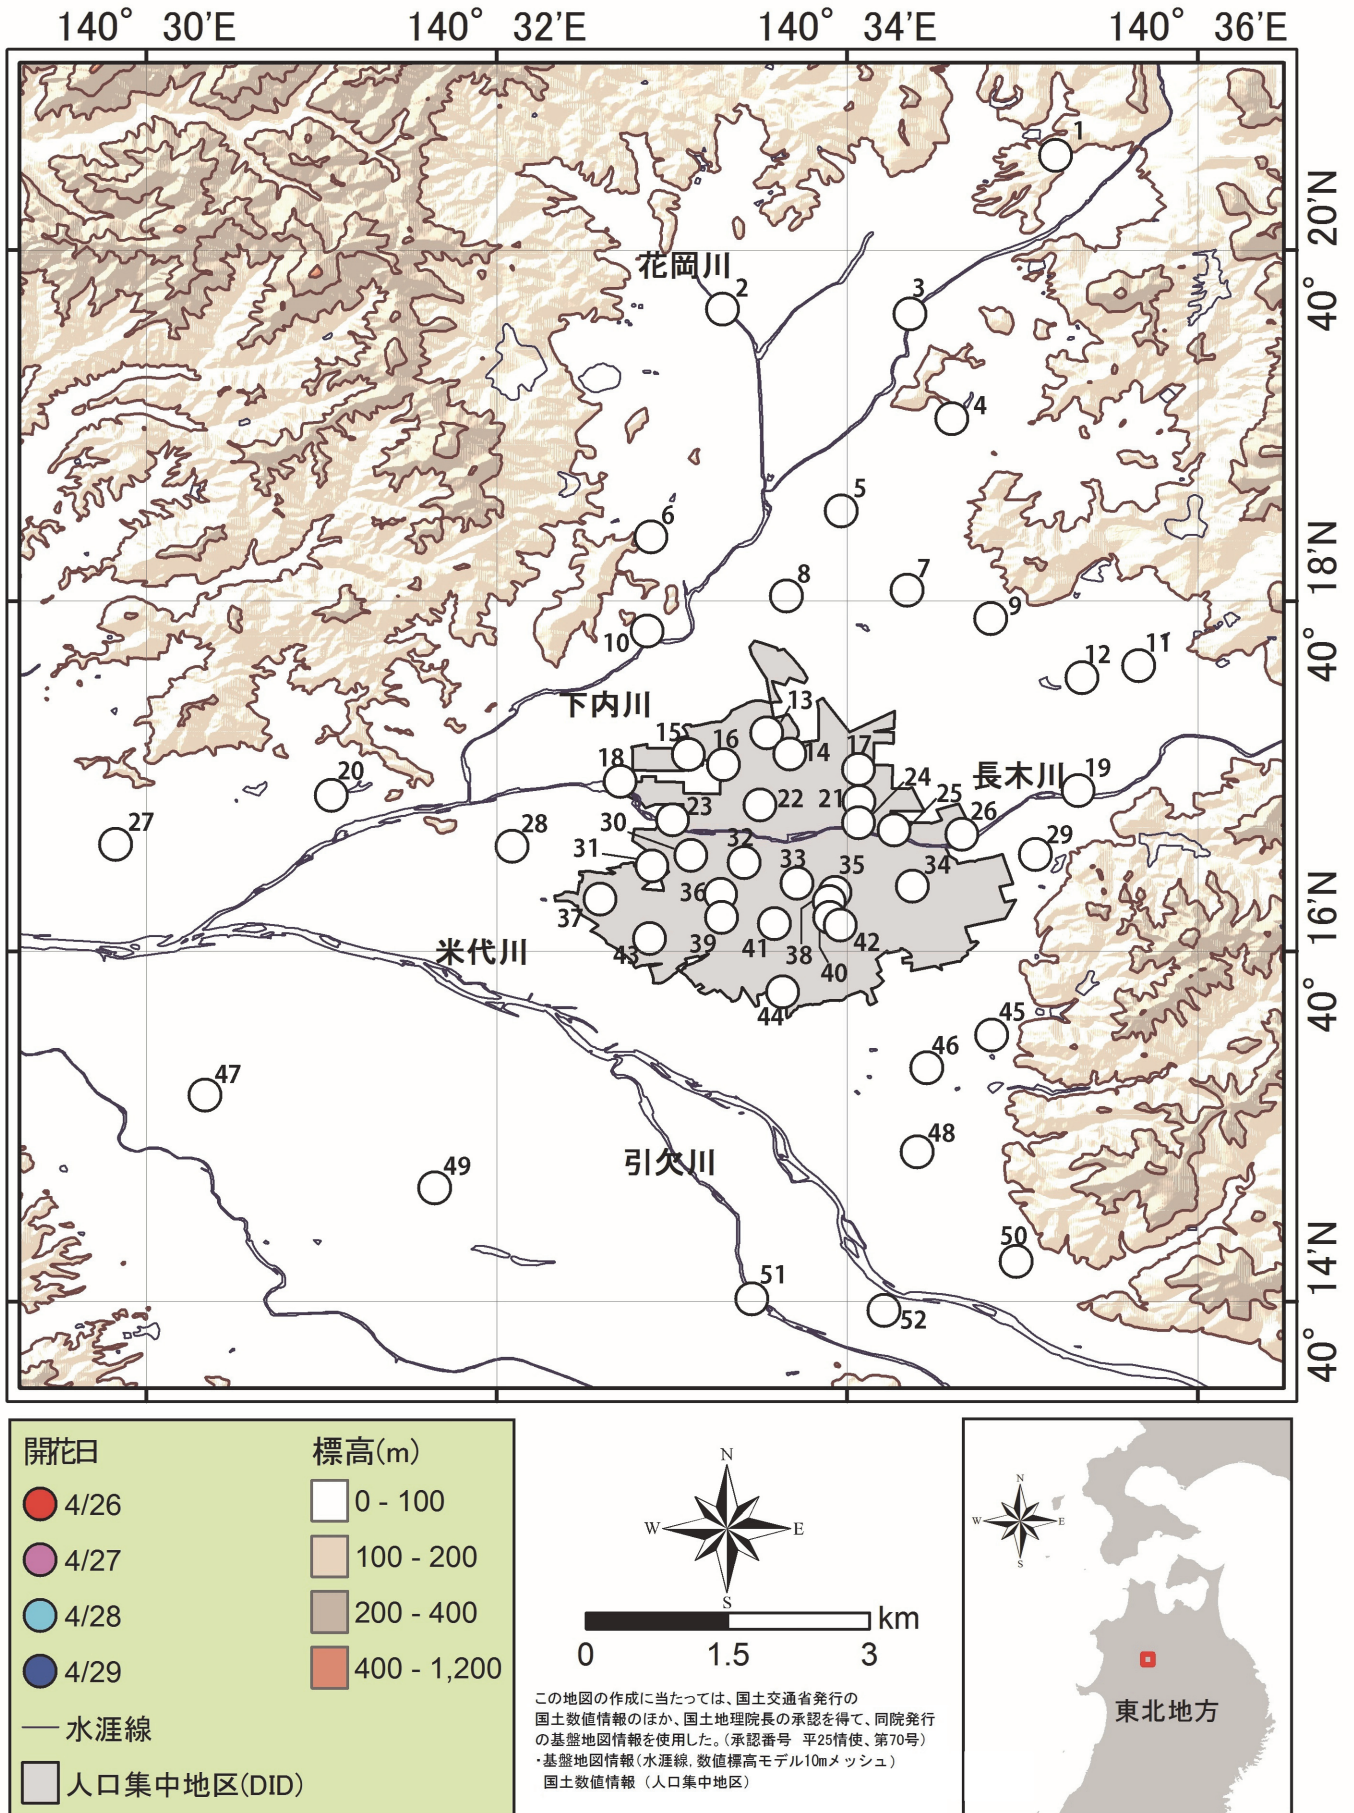 140° 30'E 140° 32'E 140° 34'E 140° 36'E
1
20'N
40°
花岡川
2
3
4
5
6
18'N
40°
8
7
9
10
12
11
下内川
13
15
16
14
17
18
長木川
19
20
24
22
21
25
26
23
27
28
30
29
31
32
33
35
34
36
37
16'N
40°
米代川
43
39
41
38
40
42
44
45
46
47
48
引欠川
49
50
14'N
40°
51
52
開花日
4/26
4/27
4/28
4/29
水涯線
人口集中地区(DID)
標高(m)
0 - 100
100 - 200
200 - 400
400 - 1,200
N
W E
S
km
0 1.5 3
この地図の作成に当たっては、国土交通省発行の
国土数値情報のほか、国土地理院長の承認を得て、同院発行
の基盤地図情報を使用した。(承認番号 平25情使、第70号)
・基盤地図情報(水涯線,数値標高モデル10mメッシュ)
国土数値情報 (人口集中地区)
N
W E
S
東北地方